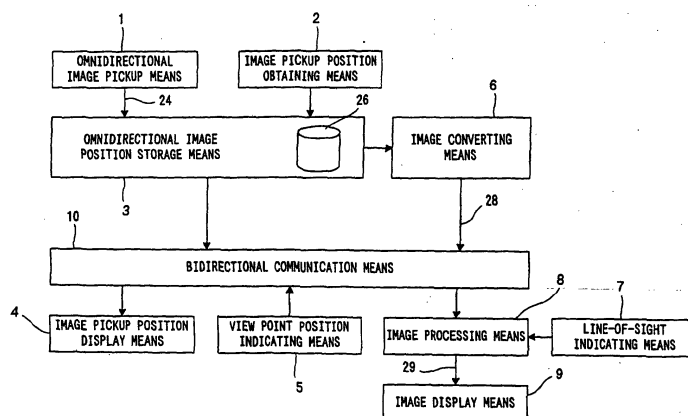 1
2
OMNIDIRECTIONAL
IMAGE PICKUP MEANS
IMAGE PICKUP POSITION
OBTAINING MEANS
24
26
6
OMNIDIRECTIONAL IMAGE
POSITION STORAGE MEANS
IMAGE CONVERTING
MEANS
3
28
10
BIDIRECTIONAL COMMUNICATION MEANS
8
7
4
IMAGE PICKUP POSITION
DISPLAY MEANS
VIEW POINT POSITION
INDICATING MEANS
IMAGE PROCESSING MEANS
LINE-OF-SIGHT
INDICATING MEANS
5
29
9
IMAGE DISPLAY MEANS